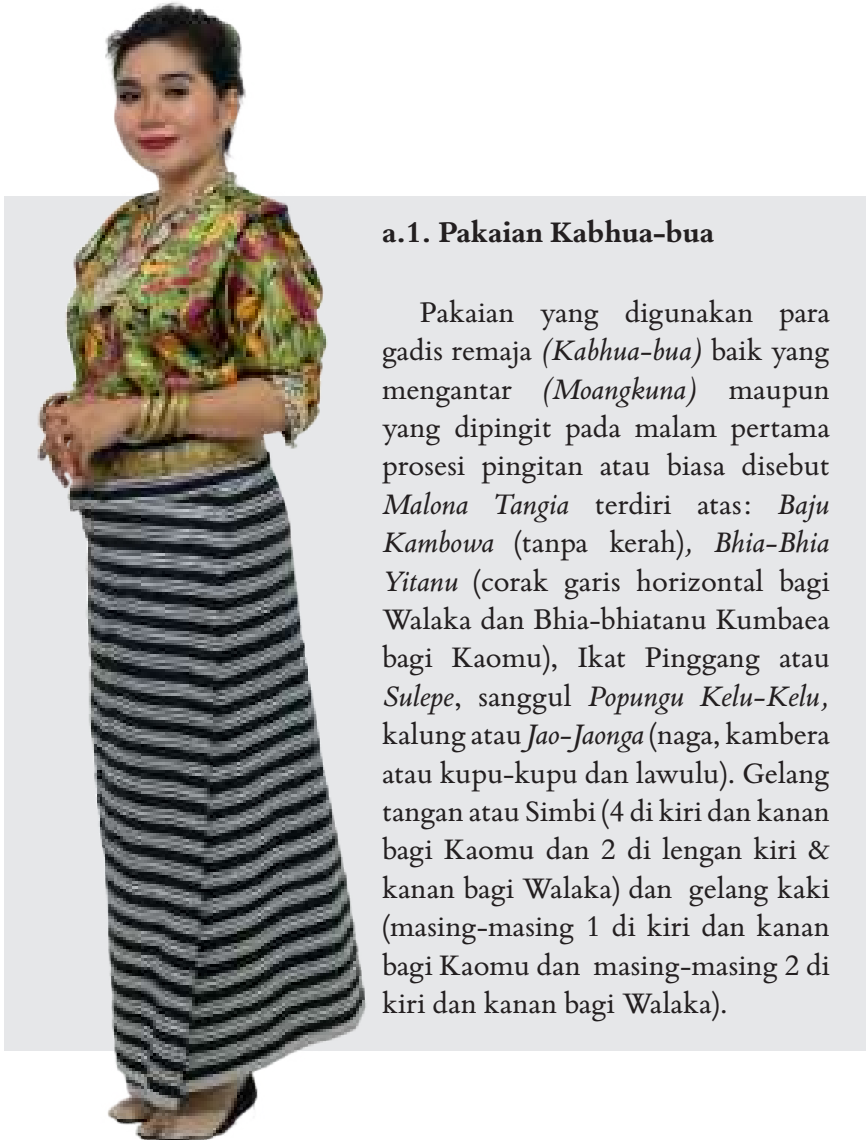 a.1. Pakaian Kabhua-bua
Pakaian yang digunakan para
gadis remaja (Kabhua-bua) baik yang
mengantar (Moangkuna) maupun
yang dipingit pada malam pertama
prosesi pingitan atau biasa disebut
Malona Tangia terdiri atas: Baju
Kambowa (tanpa kerah), Bhia-Bhia
Yitanu (corak garis horizontal bagi
Walaka dan Bhia-bhiatanu Kumbaea
bagi Kaomu), Ikat Pinggang atau
Sulepe, sanggul Popungu Kelu-Kelu,
kalung atau Jao-Jaonga (naga, kambera
atau kupu-kupu dan lawulu). Gelang
tangan atau Simbi (4 di kiri dan kanan
bagi Kaomu dan 2 di lengan kiri &
kanan bagi Walaka) dan gelang kaki
(masing-masing 1 di kiri dan kanan
bagi Kaomu dan masing-masing 2 di
kiri dan kanan bagi Walaka).